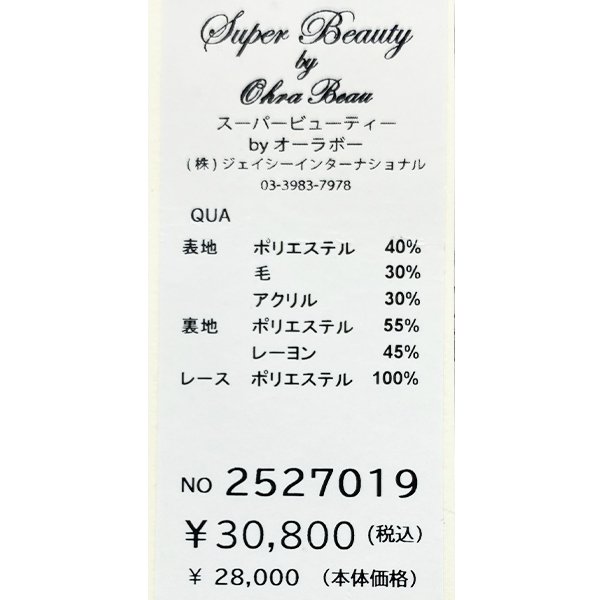 Super Beauty
by
Ohra Beau
スーパービューティー
by オーラボー
(株)ジェイシーインターナショナル
03-3983-7978
QUA
表地 ポリエステル 40%
毛 30%
アクリル 30%
裏地 ポリエステル 55%
レーヨン 45%
レース ポリエステル 100%
NO 2527019
¥30,800 (税込)
¥ 28,000 (本体価格)